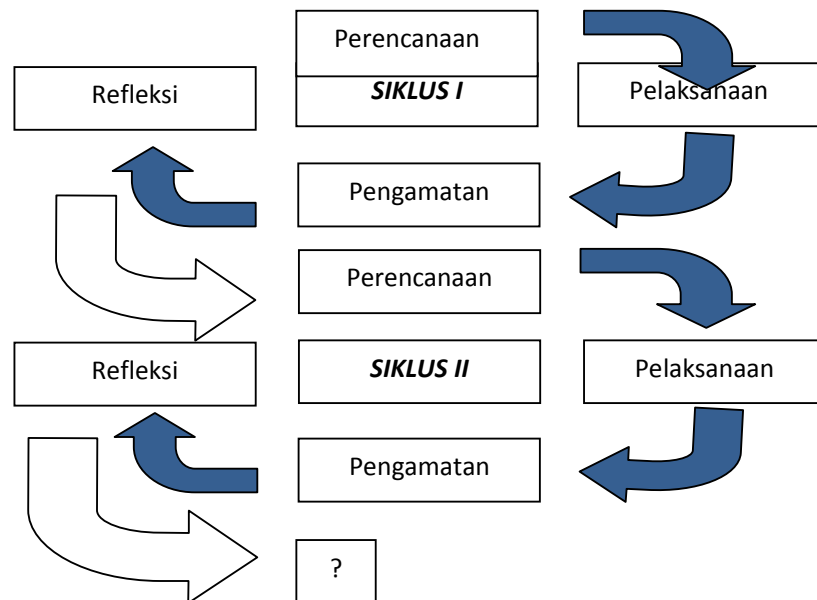 Perencanaan
Refleksi
SIKLUS I
Pelaksanaan
Pengamatan
Perencanaan
Refleksi
SIKLUS II
Pelaksanaan
Pengamatan
?